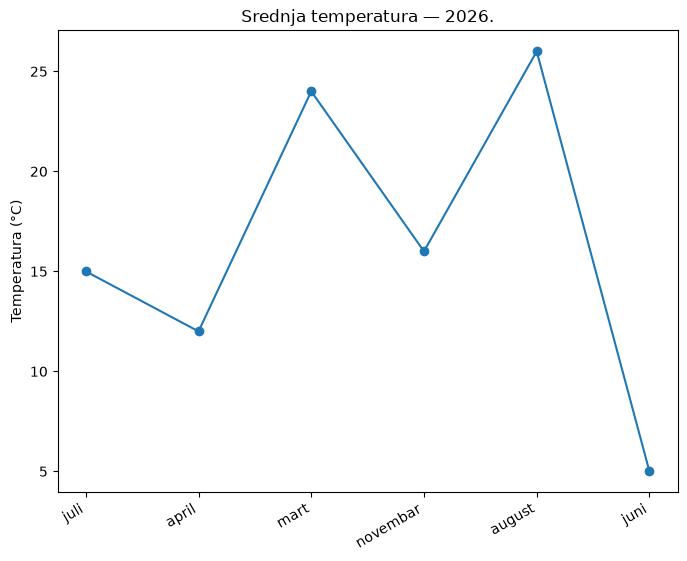 Srednja temperatura — 2026.
Temperatura (°C)
25
20
15
10
5
juli
april
mart
novembar
august
juni